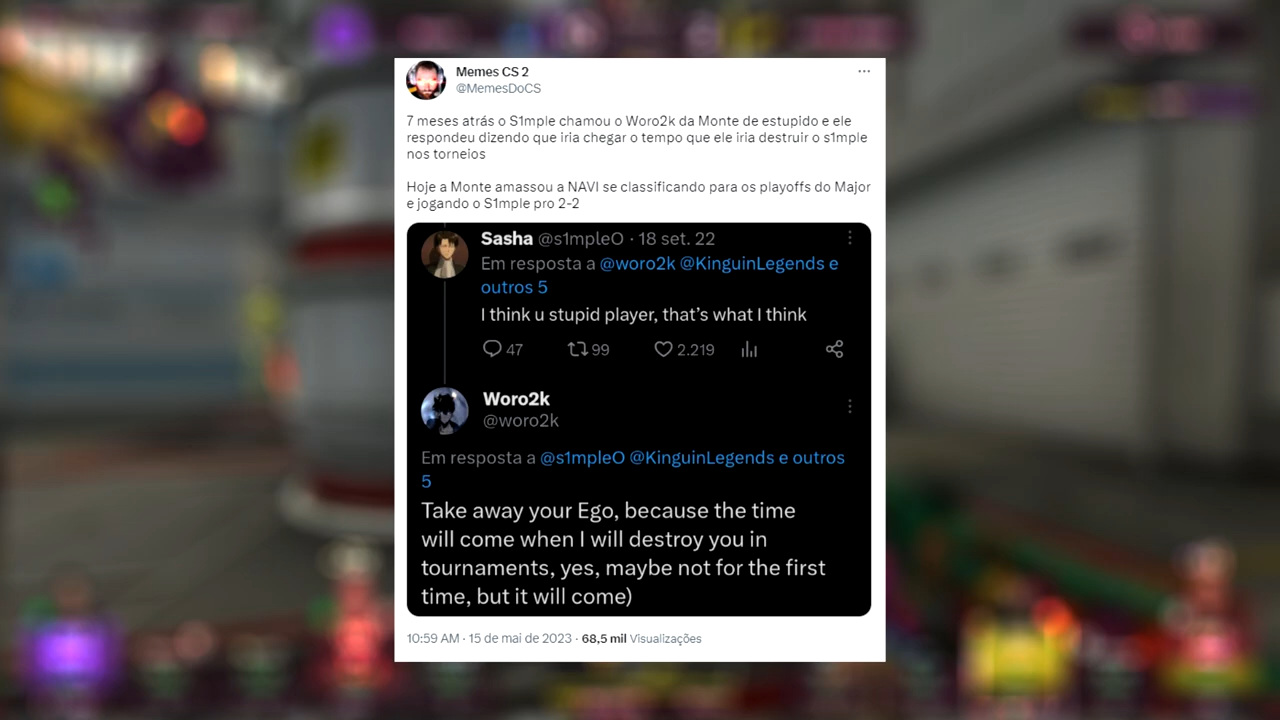 Memes CS 2
@MemesDoCS
7 meses atrás o S1mple chamou o Woro2k da Monte de estupido e ele
respondeu dizendo que iria chegar o tempo que ele iria destruir o s1mple
nos torneios
Hoje a Monte amassou a NAVI se classificando para os playoffs do Major
e jogando o S1mple pro 2-2
Sasha @s1mpleO · 18 set. 22
Em resposta a @woro2k @KinguinLegends e
outros 5
I think u stupid player, that’s what I think
47 99 2.219
Woro2k
@woro2k
Em resposta a @s1mpleO @KinguinLegends e outros
5
Take away your Ego, because the time
will come when I will destroy you in
tournaments, yes, maybe not for the first
time, but it will come)
10:59 AM · 15 de mai de 2023 · 68,5 mil Visualizações